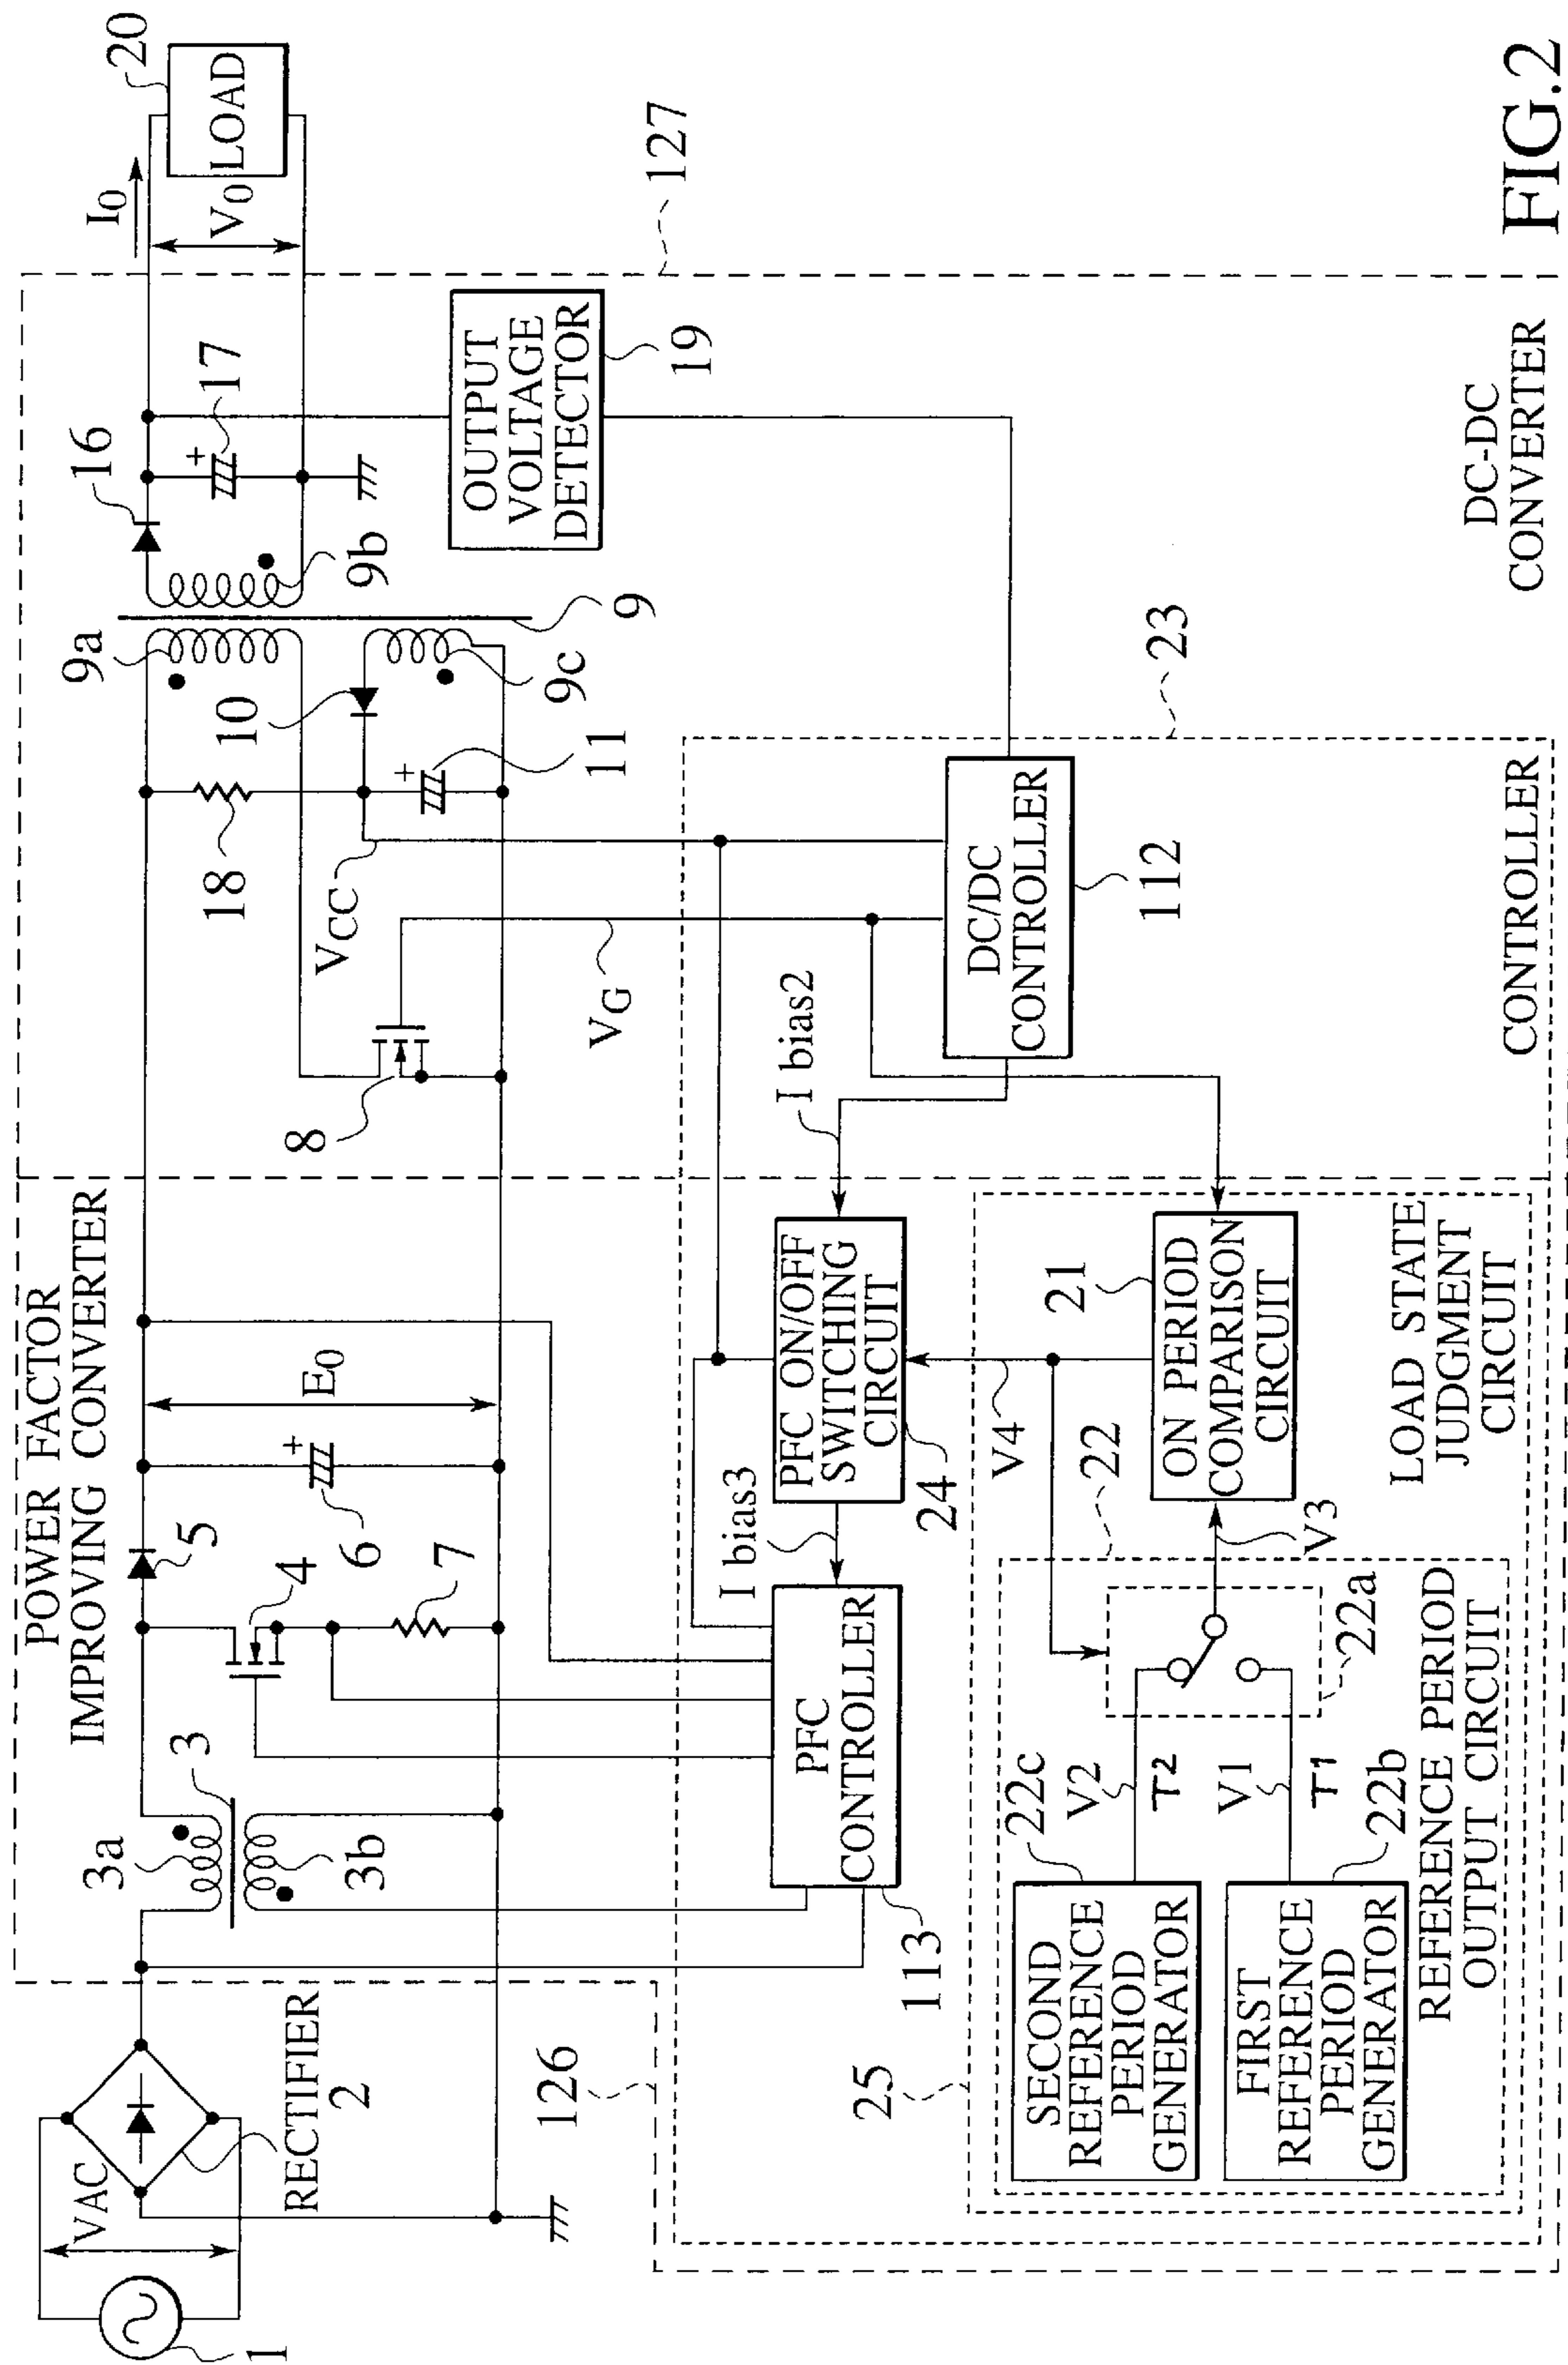 POWER FACTOR
IMPROVING CONVERTER
VAC
1
RECTIFIER
2
3a
3
3b
4
5
6
7
E0
8
18
VCC
VG
10
11
9a
9
9b
9c
16
17
I0
V0
20
LOAD
OUTPUT
VOLTAGE
DETECTOR
19
127
126
113
PFC
CONTROLLER
I bias3
PFC ON/OFF
SWITCHING
CIRCUIT
24
I bias2
DC/DC
CONTROLLER
112
23
25
V4
21
ON PERIOD
COMPARISON
CIRCUIT
22
V3
22a
22c
V2
T2
SECOND
REFERENCE
PERIOD
GENERATOR
V1
T1
22b
FIRST
REFERENCE
PERIOD
GENERATOR
REFERENCE PERIOD
OUTPUT CIRCUIT
LOAD STATE
JUDGMENT
CIRCUIT
CONTROLLER
DC-DC
CONVERTER
FIG.2